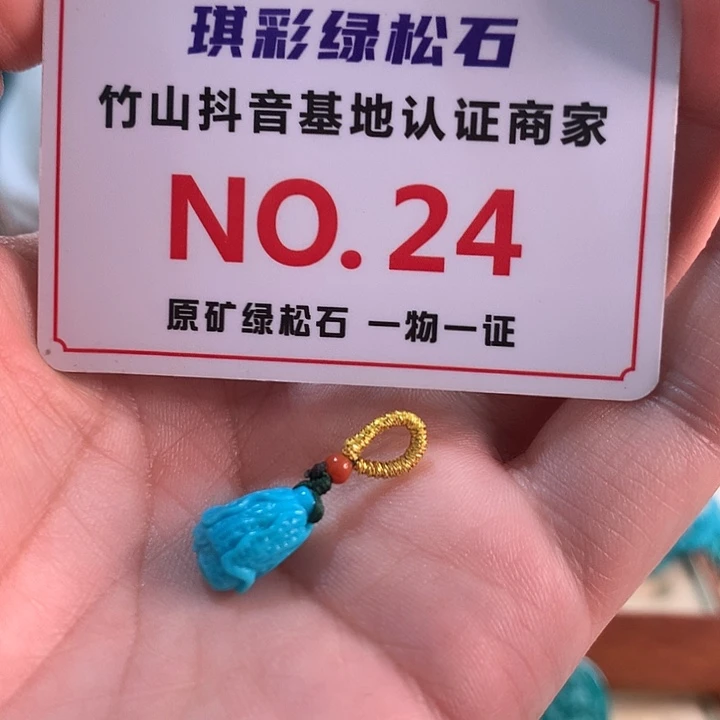 琪彩绿松石
竹山抖音基地认证商家
NO.24
原矿绿松石 一物一证